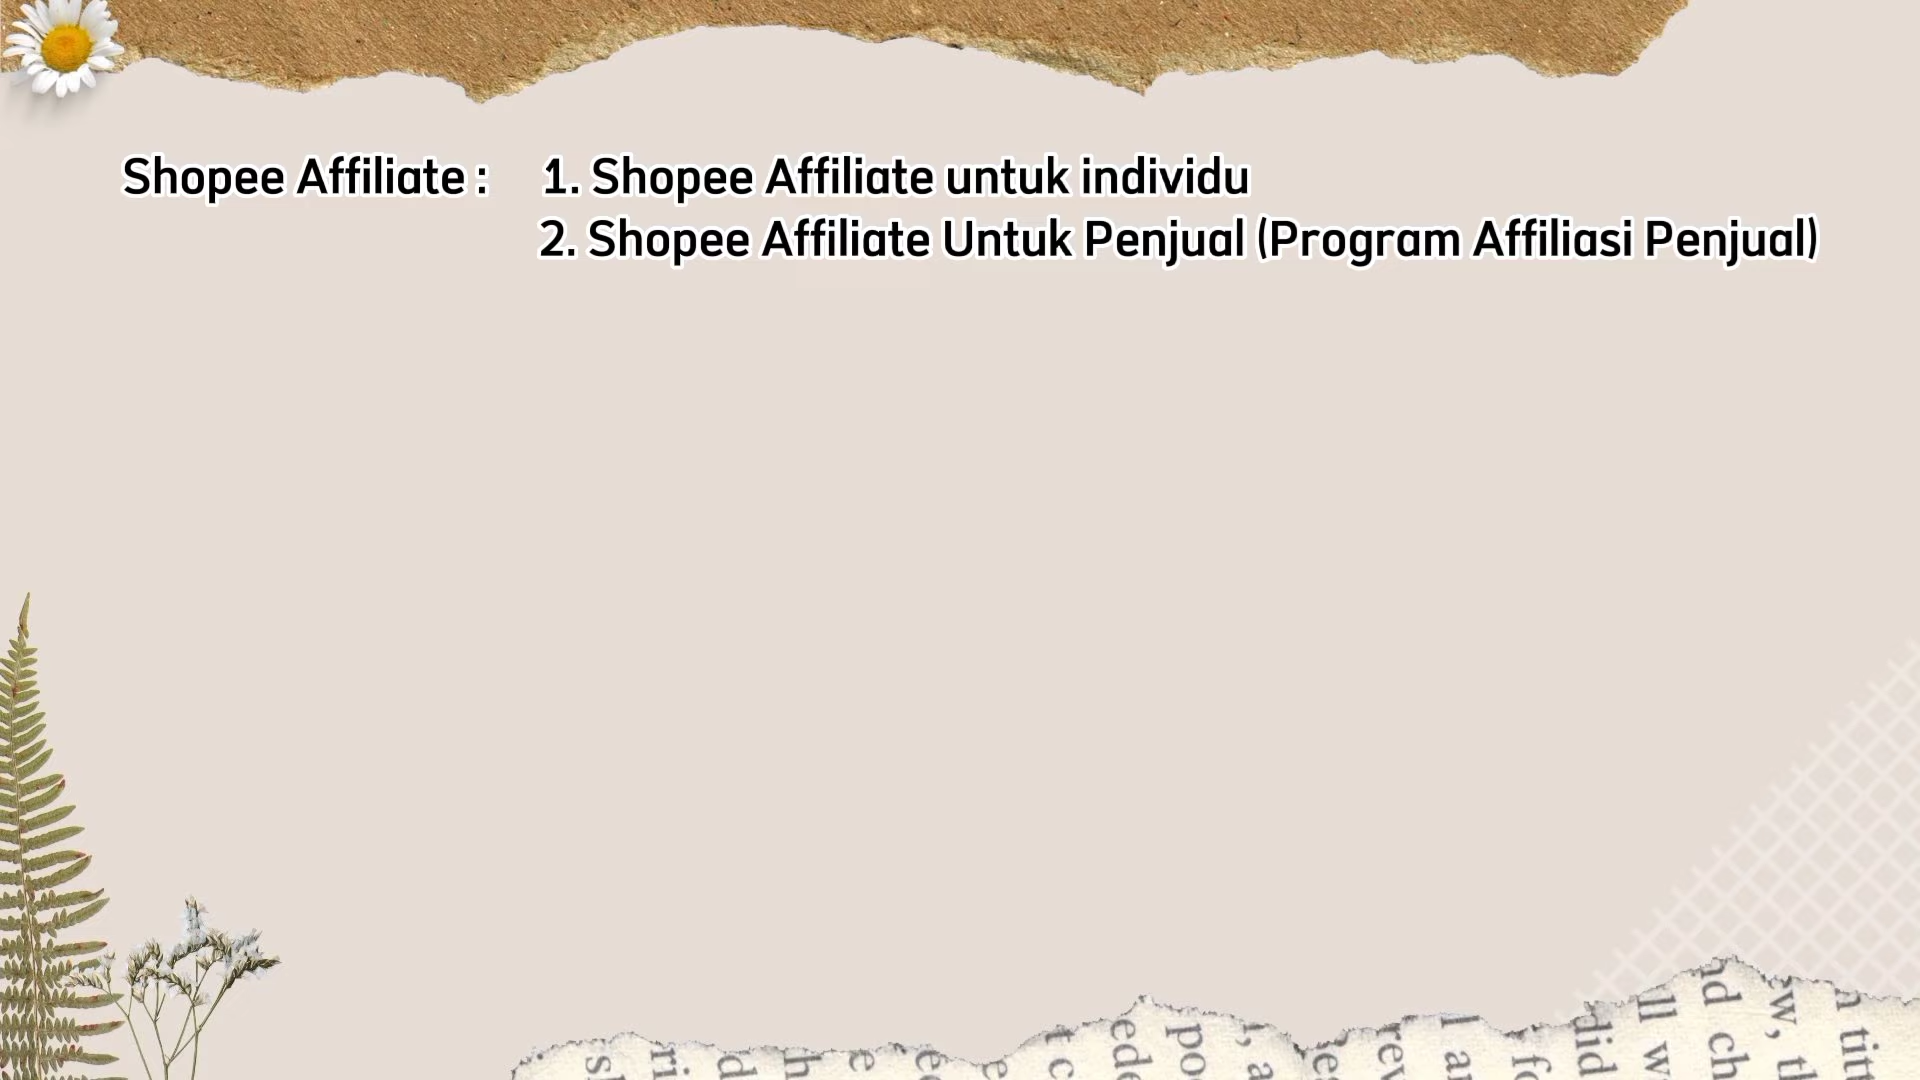 Shopee Affiliate : 1. Shopee Affiliate untuk individu
2. Shopee Affiliate Untuk Penjual (Program Affiliasi Penjual)